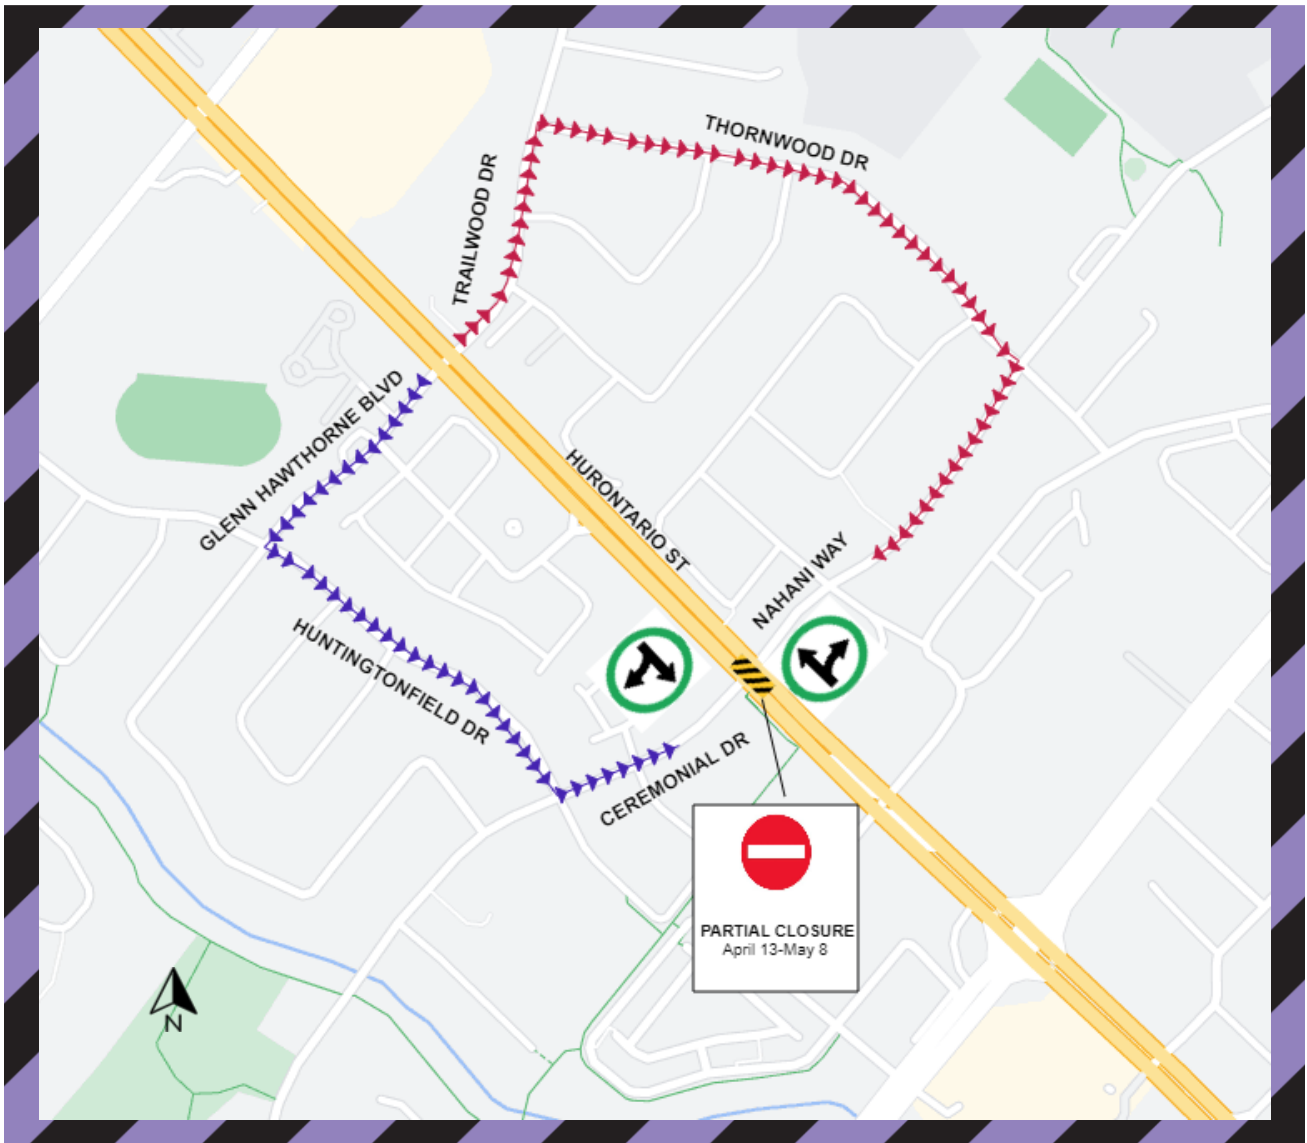 THORNWOOD DR
TRAILWOOD DR
GLENN HAWTHORNE BLVD
HURONTARIO ST
NAHANI WAY
HUNTINGTONFIELD DR
CEREMONIAL DR
PARTIAL CLOSURE
April 13-May 8
N